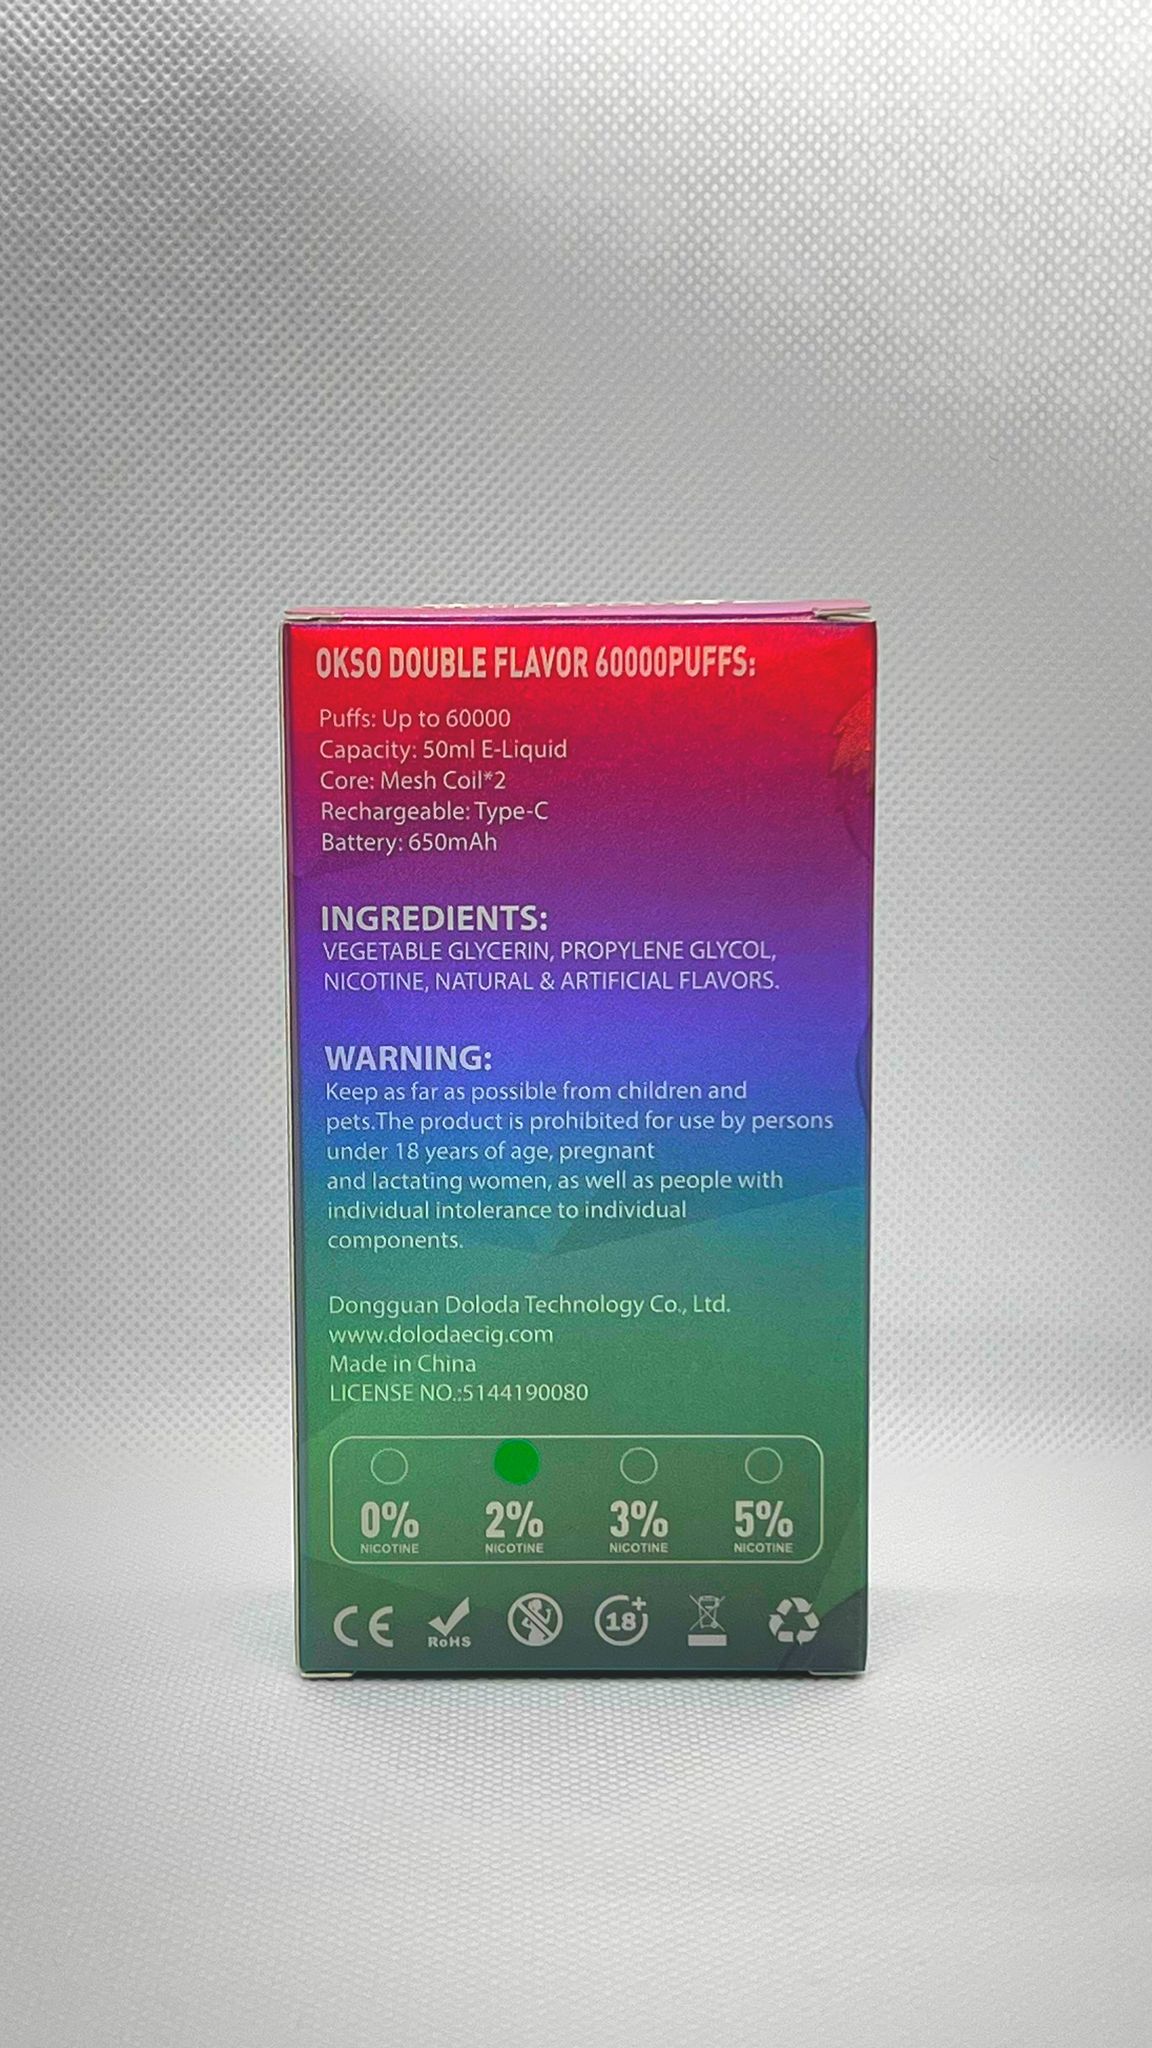 OKSO DOUBLE FLAVOR 60000PUFFS:
Puffs: Up to 60000
Capacity: 50ml E-Liquid
Core: Mesh Coil*2
Rechargeable: Type-C
Battery: 650mAh
INGREDIENTS:
VEGETABLE GLYCERIN, PROPYLENE GLYCOL,
NICOTINE, NATURAL & ARTIFICIAL FLAVORS.
WARNING:
Keep as far as possible from children and
pets.The product is prohibited for use by persons
under 18 years of age, pregnant
and lactating women, as well as people with
individual intolerance to individual
components.
Dongguan Doloda Technology Co., Ltd.
www.dolodaecig.com
Made in China
LICENSE NO.:5144190080
0% 2% 3% 5%
NICOTINE NICOTINE NICOTINE NICOTINE
CE RoHS 18+